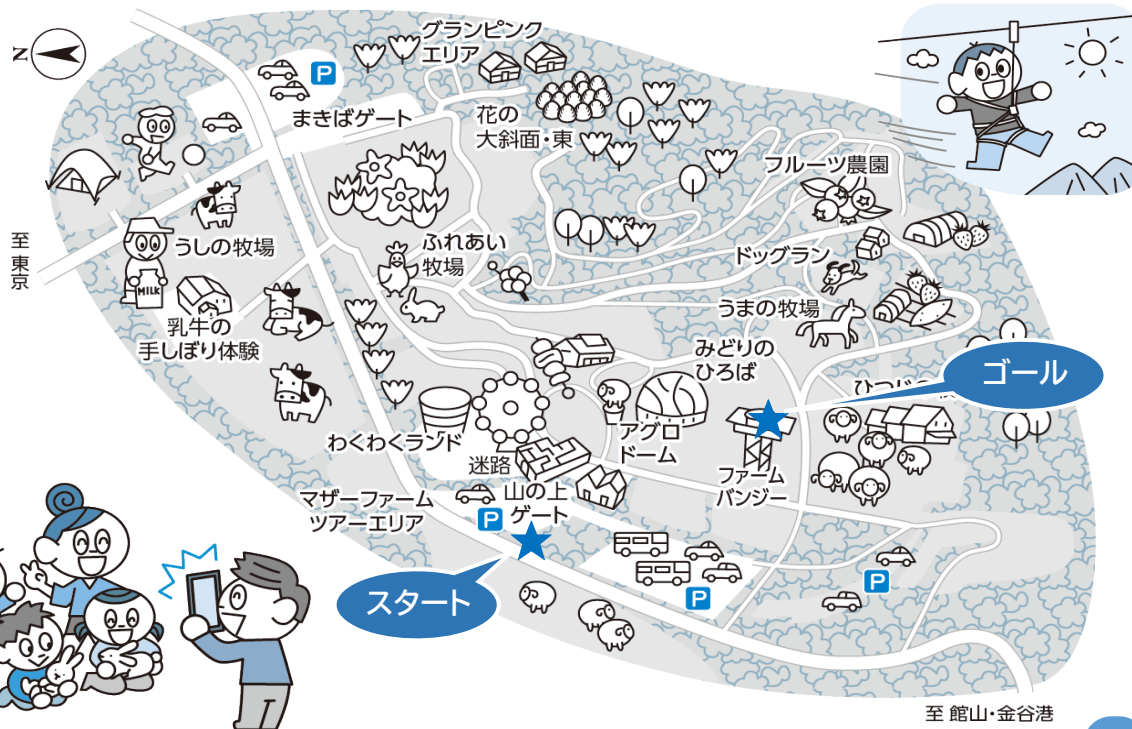 N
グランピング
エリア
P
まきばゲート
花の
大斜面・東
フルーツ農園
至
東
京
うしの牧場
ふれあい
牧場
ドッグラン
MILK
乳牛の
手しぼり体験
うまの牧場
みどりの
ひろば
ゴール
ひつじの
わくわくランド
アグロ
ドーム
迷路
ファーム
バンジー
マザーファーム
ツアーエリア
山の上
ゲート
P
スタート
P
P
至 館山・金谷港